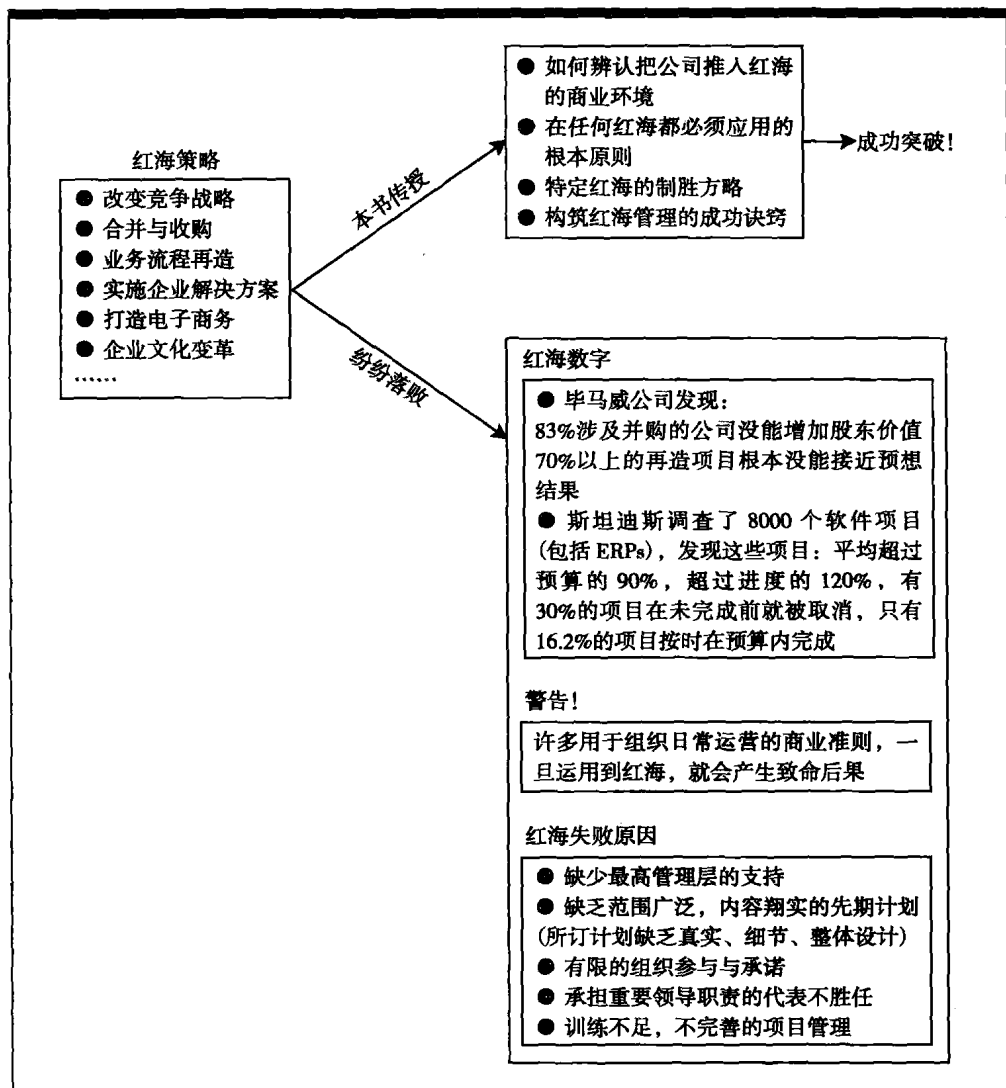 红海策略
● 改变竞争战略
● 合并与收购
● 业务流程再造
● 实施企业解决方案
● 打造电子商务
● 企业文化变革
……
本书传授
● 如何辨认把公司推入红海
的商业环境
● 在任何红海都必须应用的
根本原则
● 特定红海的制胜方略
● 构筑红海管理的成功诀窍
成功突破!
纷纷落败
红海数字
● 毕马威公司发现:
83%涉及并购的公司没能增加股东价值
70%以上的再造项目根本没能接近预想
结果
● 斯坦迪斯调查了 8000 个软件项目
(包括 ERPs),发现这些项目:平均超过
预算的 90%,超过进度的 120%,有
30%的项目在未完成前就被取消,只有
16.2%的项目按时在预算内完成
警告!
许多用于组织日常运营的商业准则,一
旦运用到红海,就会产生致命后果
红海失败原因
● 缺少最高管理层的支持
● 缺乏范围广泛,内容翔实的先期计划
(所订计划缺乏真实、细节、整体设计)
● 有限的组织参与与承诺
● 承担重要领导职责的代表不胜任
● 训练不足,不完善的项目管理